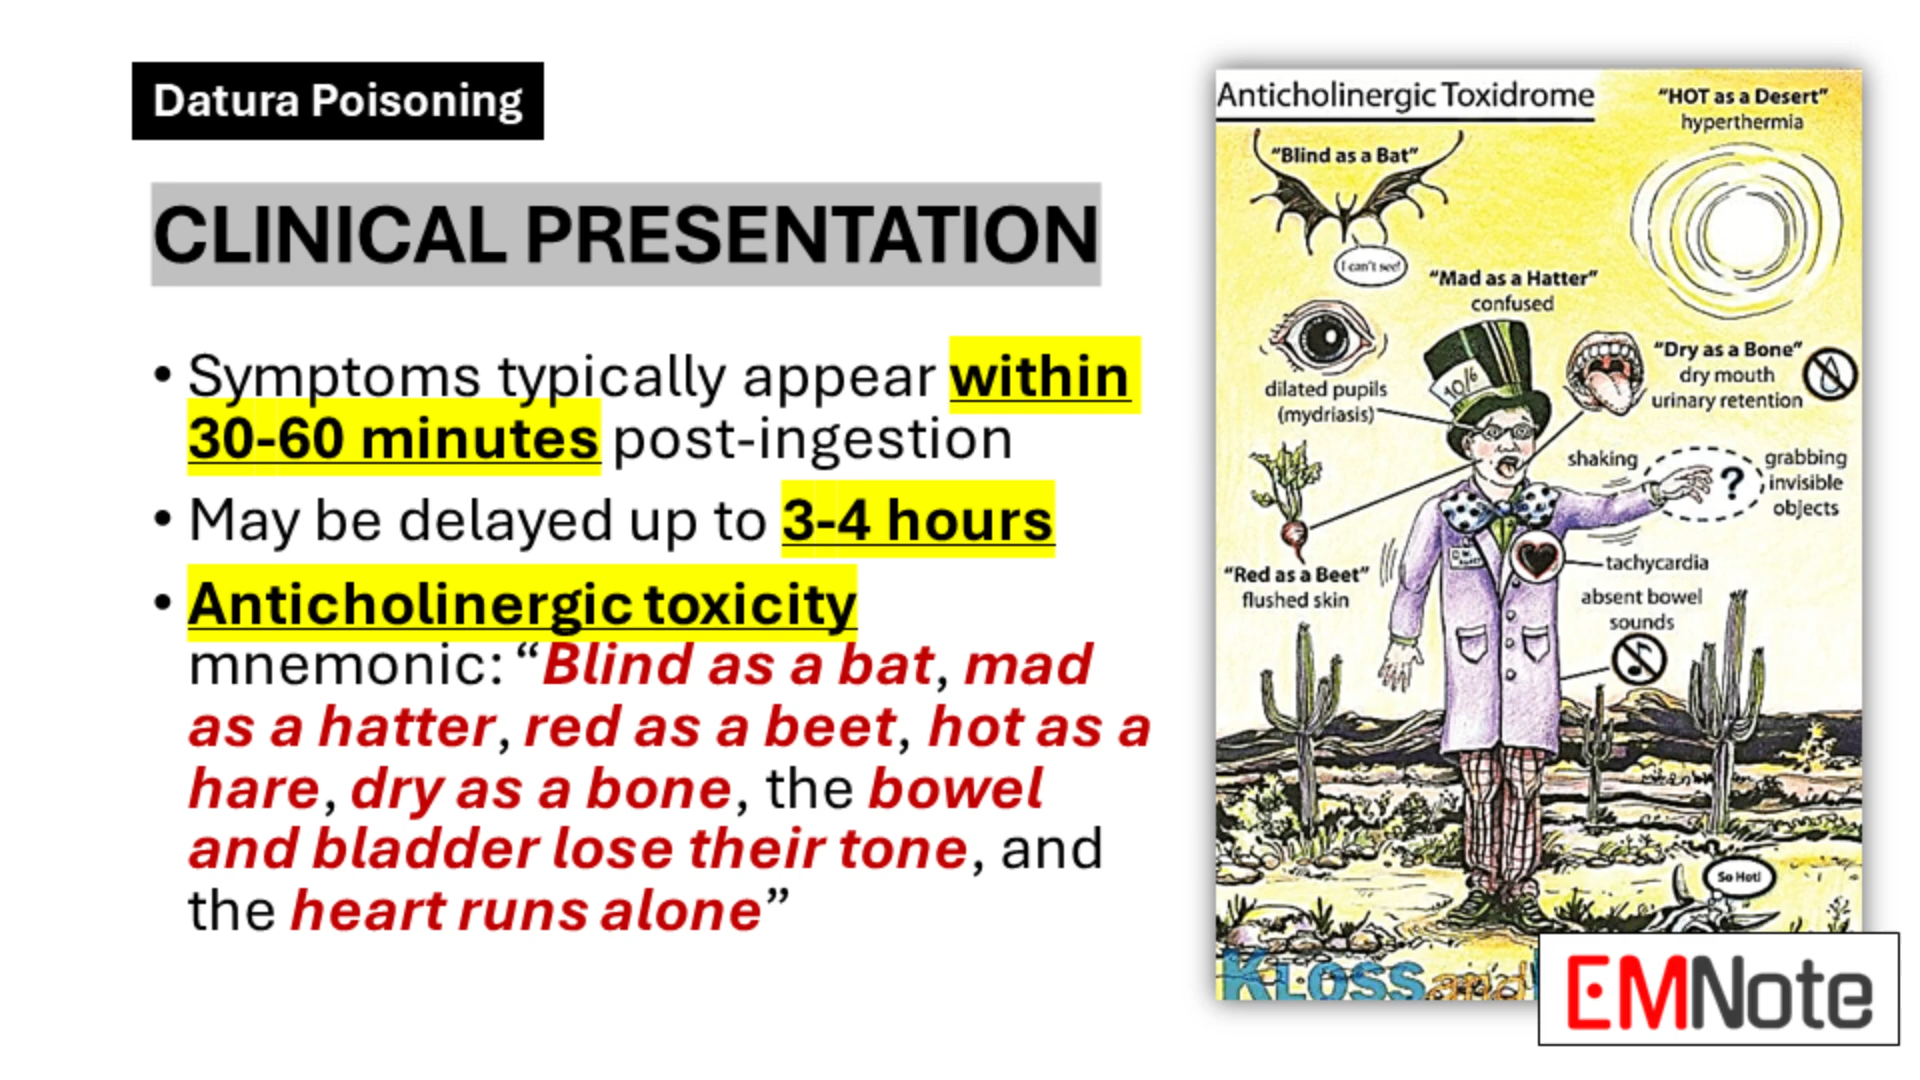 Datura Poisoning
CLINICAL PRESENTATION
• Symptoms typically appear within
30-60 minutes post-ingestion
• May be delayed up to 3-4 hours
• Anticholinergic toxicity
mnemonic: “Blind as a bat, mad
as a hatter, red as a beet, hot as a
hare, dry as a bone, the bowel
and bladder lose their tone, and
the heart runs alone”
Anticholinergic Toxidrome
“HOT as a Desert”
hyperthermia
“Blind as a Bat”
I can't see!
“Mad as a Hatter”
confused
“Dry as a Bone”
dry mouth
urinary retention
10/6
dilated pupils
(mydriasis)
shaking
grabbing
invisible
objects
?
tachycardia
“Red as a Beet”
flushed skin
absent bowel
sounds
So Hot!
KLOSS and
EMNote